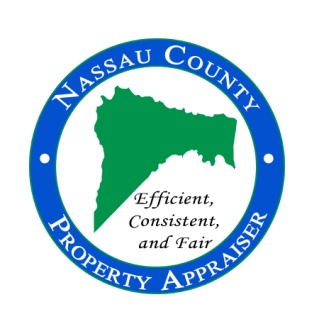 NASSAU COUNTY
Efficient,
Consistent,
and Fair
PROPERTY APPRAISER